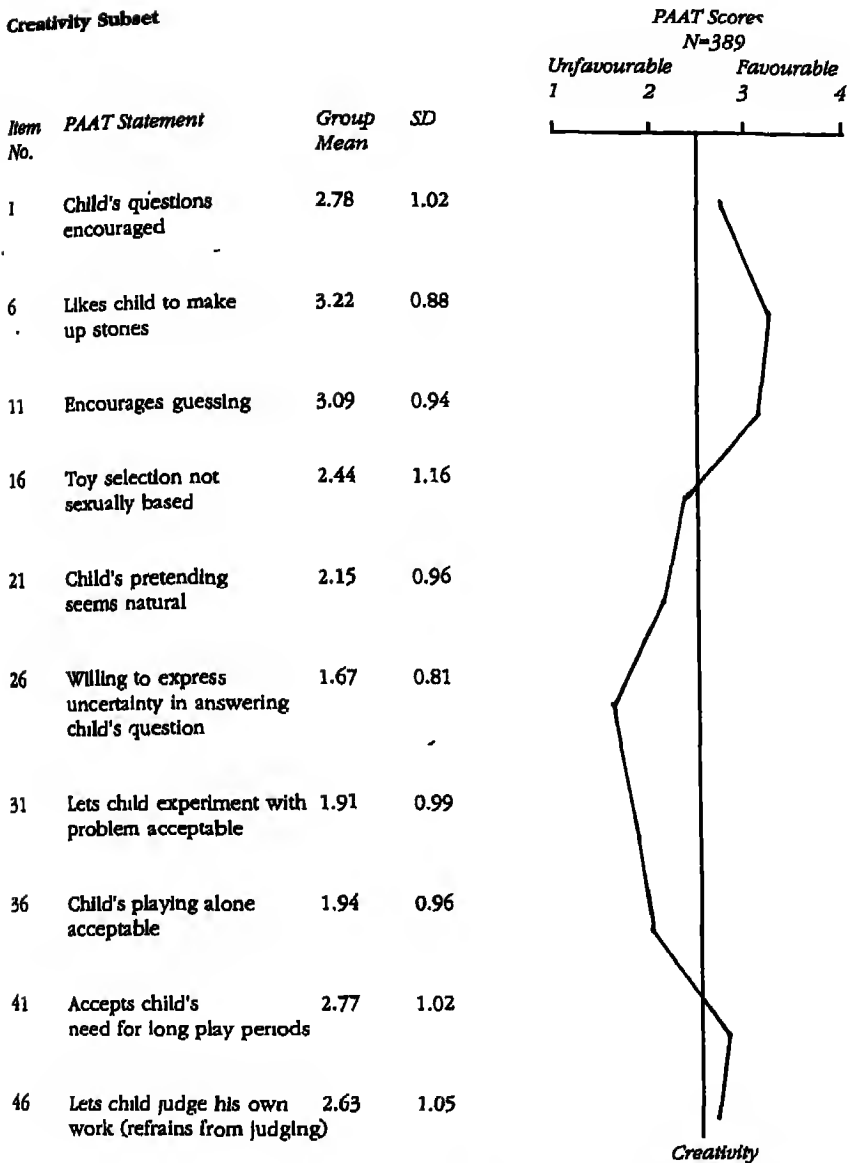 Creativity Subset
PAAT Scores
N=389
Unfavourable Favourable
1 2 3 4
Item No. PAAT Statement Group Mean SD
1 Child's questions 2.78 1.02
encouraged
6 Likes child to make 3.22 0.88
up stones
11 Encourages guessing 3.09 0.94
16 Toy selection not 2.44 1.16
sexually based
21 Child's pretending 2.15 0.96
seems natural
26 Willing to express 1.67 0.81
uncertainty in answering
child's question
31 Lets child experiment with 1.91 0.99
problem acceptable
36 Child's playing alone 1.94 0.96
acceptable
41 Accepts child's 2.77 1.02
need for long play periods
46 Lets child judge his own 2.63 1.05
work (refrains from judging)
Creativity